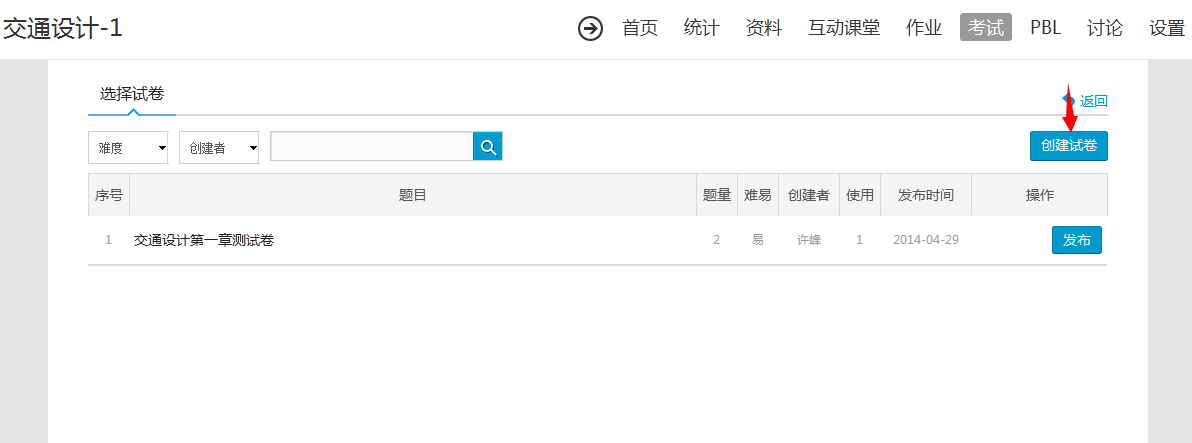 交通设计-1 首页 统计 资料 互动课堂 作业 考试 PBL 讨论 设置
选择试卷 返回
难度 创建者 创建试卷
序号 题目 题量 难易 创建者 使用 发布时间 操作
1 交通设计第一章测试卷 2 易 许峰 1 2014-04-29 发布